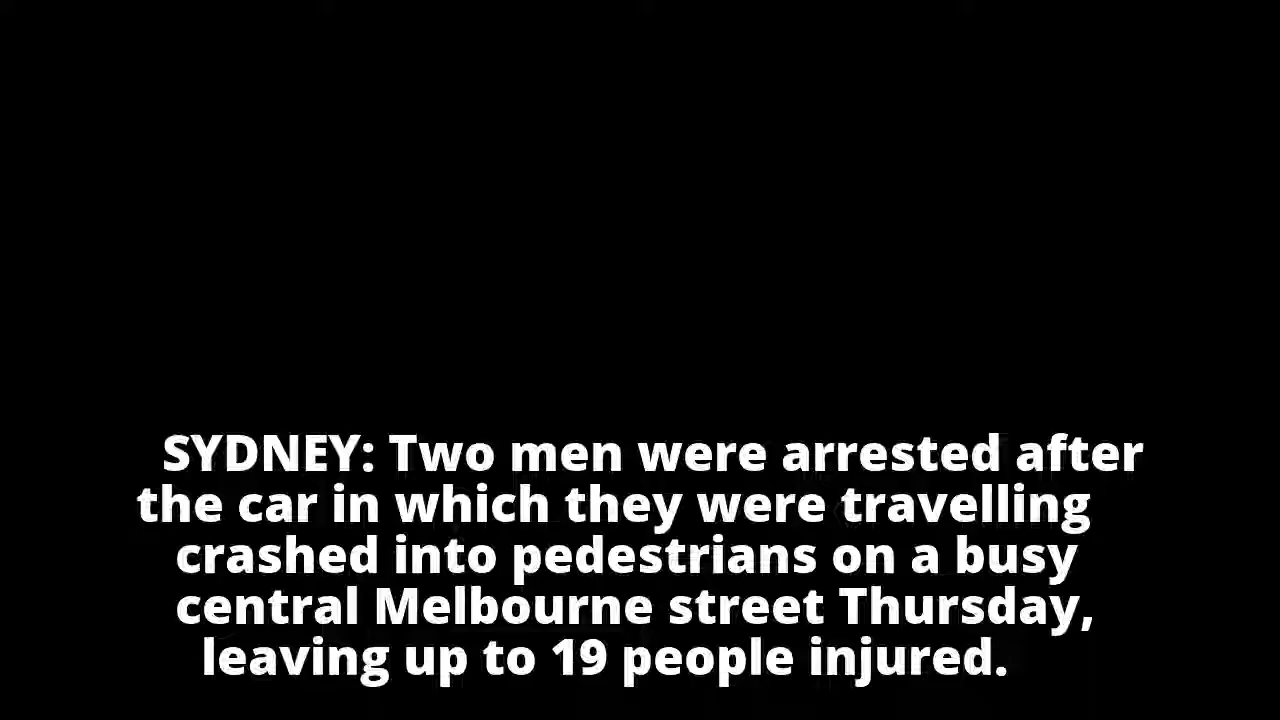 SYDNEY: Two men were arrested after
the car in which they were travelling
crashed into pedestrians on a busy
central Melbourne street Thursday,
leaving up to 19 people injured.